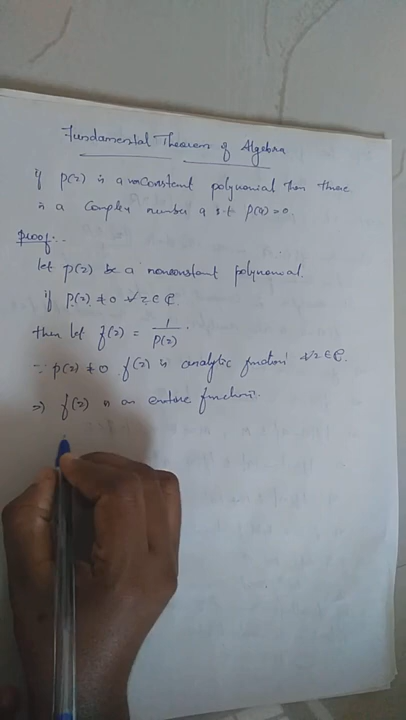 Fundamental Theorem of Algebra
if p(z) is a nonconstant polynomial then there
is a complex number a s.t p(a)=0.
Proof:-
let p(z) be a nonconstant polynomial.
if p(z) ≠ 0 ∀ z ∈ ℂ.
then let f(z) = 1/p(z).
∵ p(z) ≠ 0 f(z) is analytic function ∀ z ∈ ℂ.
⇒ f(z) is an entire function.